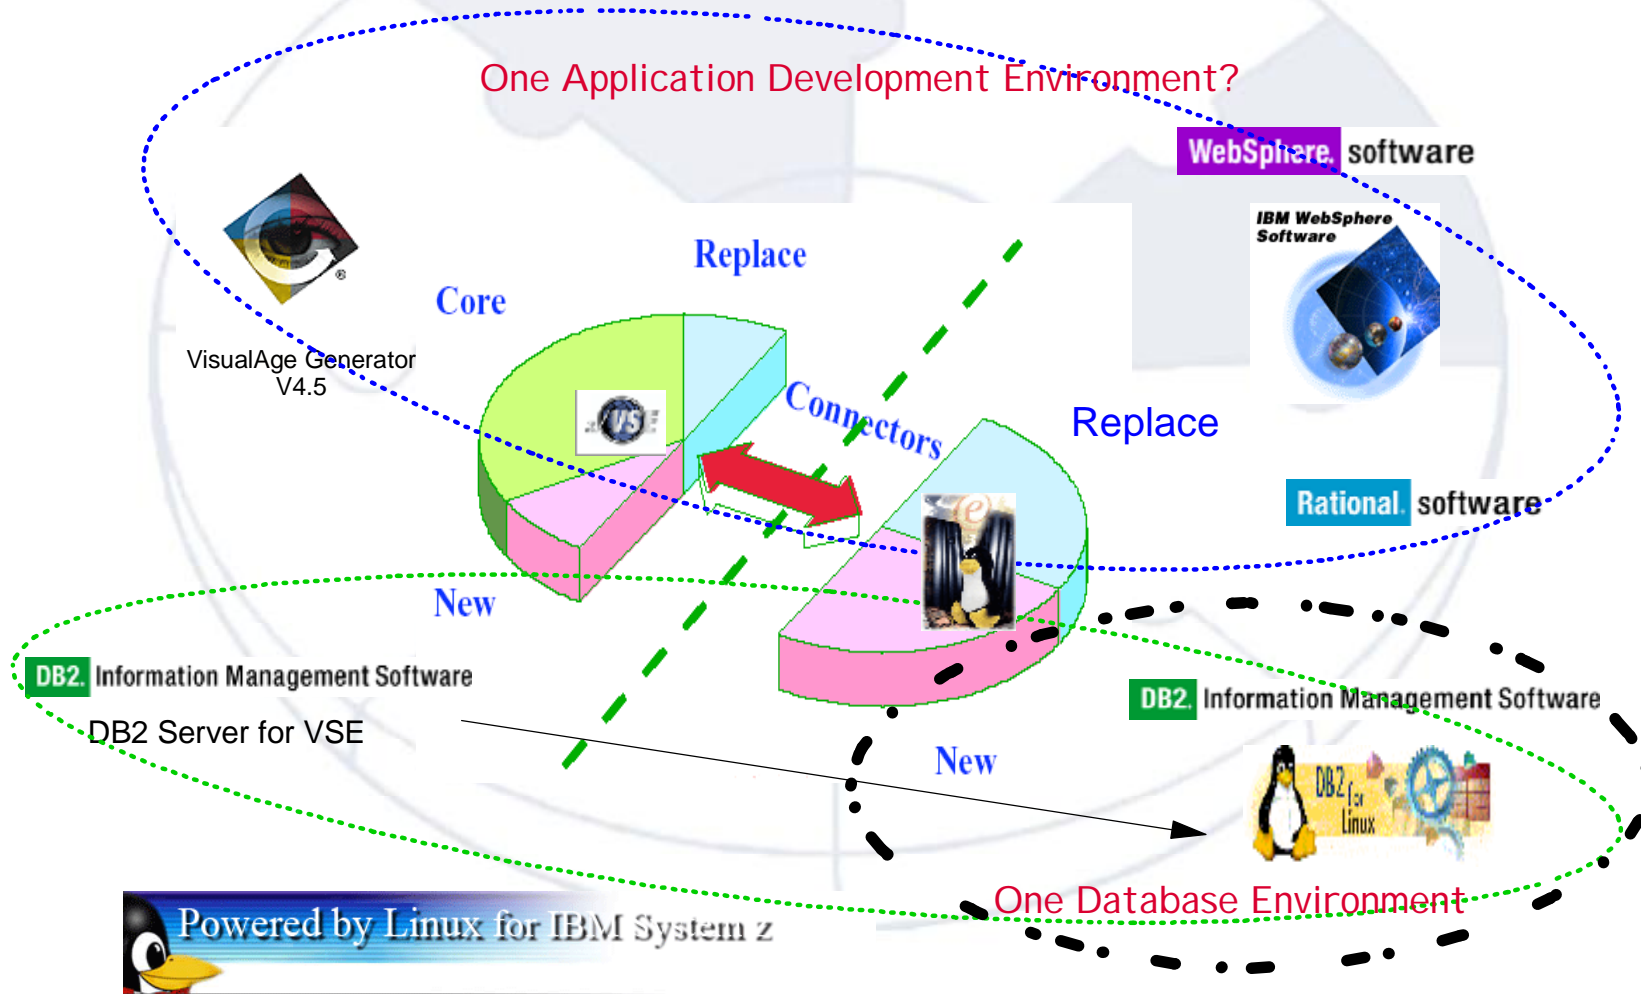 One Application Development Environment?
WebSphere. software
IBM WebSphere
Software
Replace
Core
VisualAge Generator
V4.5
Connectors
Replace
VS
Rational. software
e
New
DB2. Information Management Software
DB2 Server for VSE
DB2. Information Management Software
New
DB2
for
Linux
One Database Environment
Powered by Linux for IBM System z